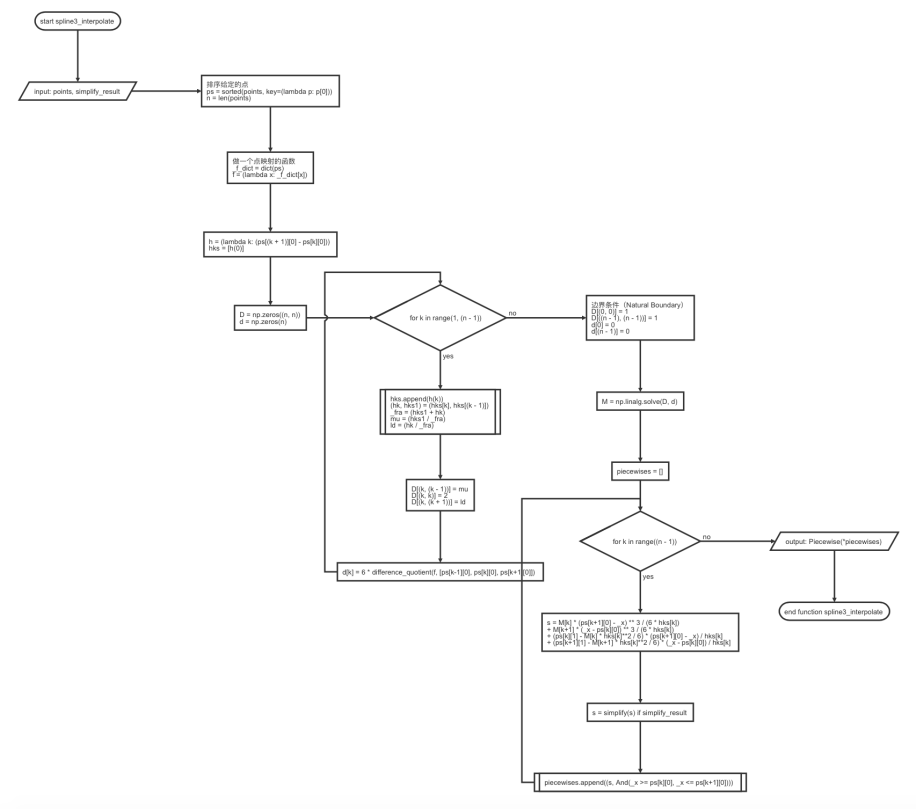 start spline3_interpolate
input: points, simplify_result
排序给定的点
ps = sorted(points, key=(lambda p: p[0]))
n = len(points)
做一个点映射的函数
_f_dict = dict(ps)
f = (lambda x: _f_dict[x])
h = (lambda k: (ps[(k + 1)][0] - ps[k][0]))
hks = [h(0)]
D = np.zeros((n, n))
d = np.zeros(n)
for k in range(1, (n - 1))
no
yes
hks.append(h(k))
(hk, hks1) = (hks[k], hks[(k - 1)])
_fra = (hks1 + hk)
mu = (hks1 / _fra)
ld = (hk / _fra)
D[(k, (k - 1))] = mu
D[(k, k)] = 2
D[(k, (k + 1))] = ld
d[k] = 6 * difference_quotient(f, [ps[k-1][0], ps[k][0], ps[k+1][0]])
边界条件（Natural Boundary）
D[(0, 0)] = 1
D[((n - 1), (n - 1))] = 1
d[0] = 0
d[(n - 1)] = 0
M = np.linalg.solve(D, d)
piecewises = []
for k in range((n - 1))
no
yes
output: Piecewise(*piecewises)
end function spline3_interpolate
s = M[k] * (ps[k+1][0] - _x) ** 3 / (6 * hks[k])
+ M[k+1] * (_x - ps[k][0]) ** 3 / (6 * hks[k])
+ (ps[k][1] - M[k] * hks[k]**2 / 6) * (ps[k+1][0] - _x) / hks[k]
+ (ps[k+1][1] - M[k+1] * hks[k]**2 / 6) * (_x - ps[k][0]) / hks[k]
s = simplify(s) if simplify_result
piecewises.append((s, And(_x >= ps[k][0], _x <= ps[k+1][0])))